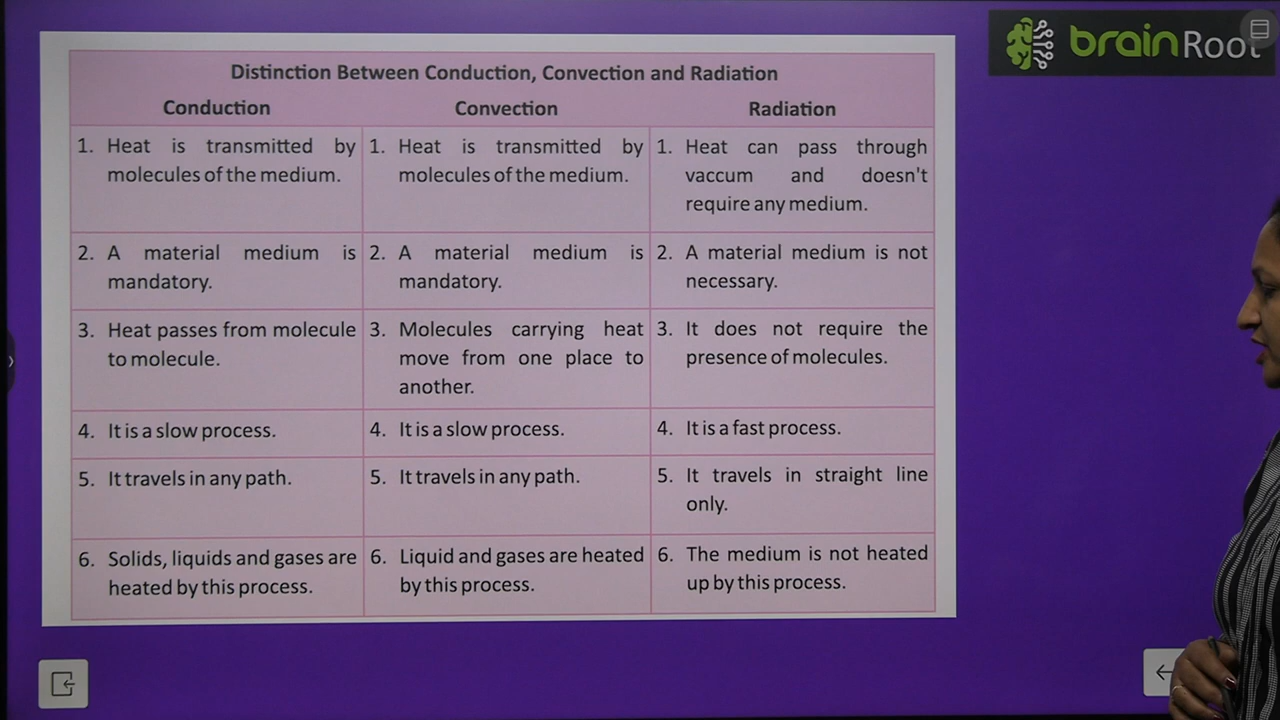 brainRoot
Distinction Between Conduction, Convection and Radiation
Conduction
Convection
Radiation
1. Heat is transmitted by
molecules of the medium.
1. Heat is transmitted by
molecules of the medium.
1. Heat can pass through
vaccum and doesn't
require any medium.
2. A material medium is
mandatory.
2. A material medium is
mandatory.
2. A material medium is not
necessary.
3. Heat passes from molecule
to molecule.
3. Molecules carrying heat
move from one place to
another.
3. It does not require the
presence of molecules.
4. It is a slow process.
4. It is a slow process.
4. It is a fast process.
5. It travels in any path.
5. It travels in any path.
5. It travels in straight line
only.
6. Solids, liquids and gases are
heated by this process.
6. Liquid and gases are heated
by this process.
6. The medium is not heated
up by this process.